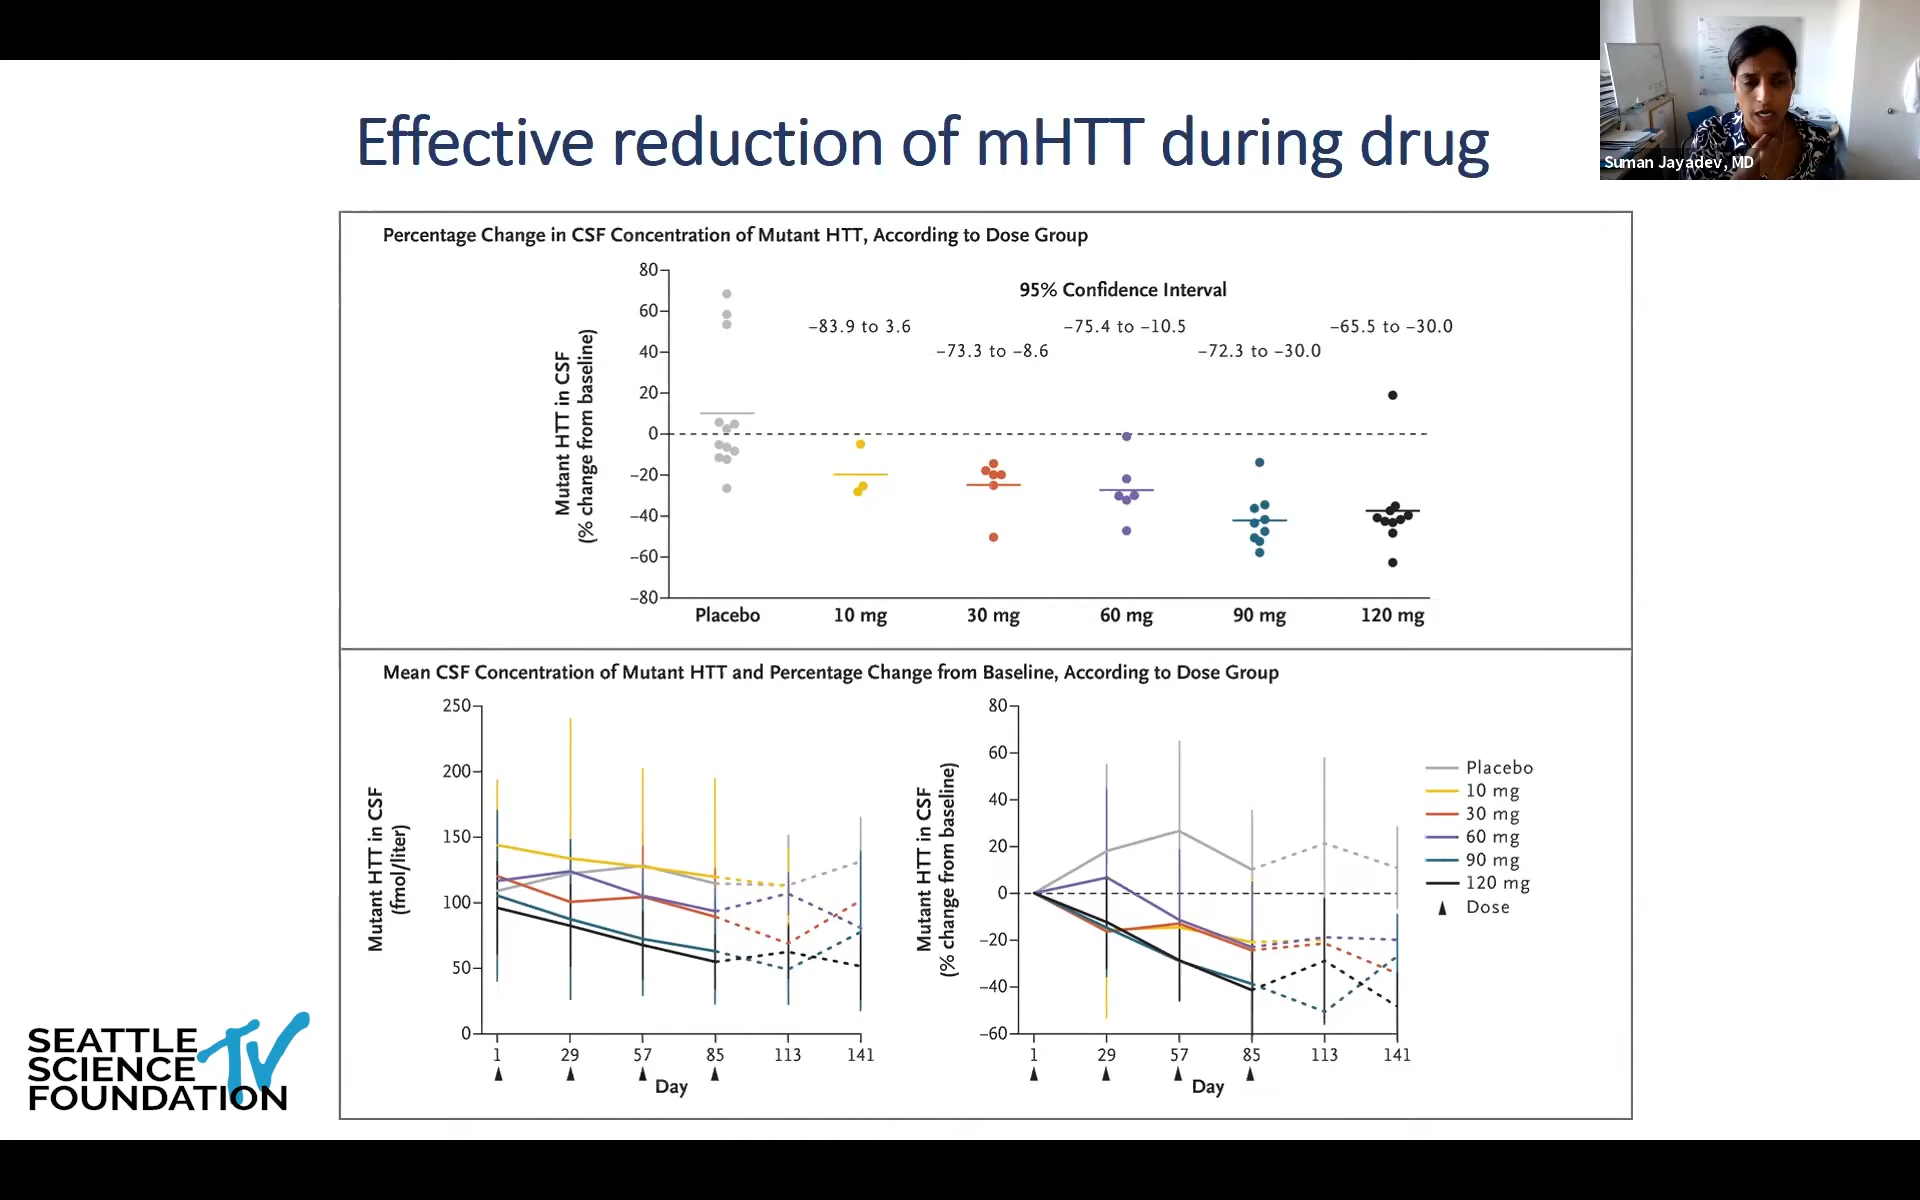 Effective reduction of mHTT during drug
Suman Jayadev, MD
Percentage Change in CSF Concentration of Mutant HTT, According to Dose Group
Mutant HTT in CSF
(% change from baseline)
80
60
40
20
0
–20
–40
–60
–80
95% Confidence Interval
–83.9 to 3.6
–73.3 to –8.6
–75.4 to –10.5
–72.3 to –30.0
–65.5 to –30.0
Placebo 10 mg 30 mg 60 mg 90 mg 120 mg
Mean CSF Concentration of Mutant HTT and Percentage Change from Baseline, According to Dose Group
Mutant HTT in CSF
(fmol/liter)
250
200
150
100
50
0
1 29 57 85 113 141
Day
Mutant HTT in CSF
(% change from baseline)
80
60
40
20
0
–20
–40
–60
1 29 57 85 113 141
Day
Placebo
10 mg
30 mg
60 mg
90 mg
120 mg
Dose
SEATTLE
SCIENCE TV
FOUNDATION